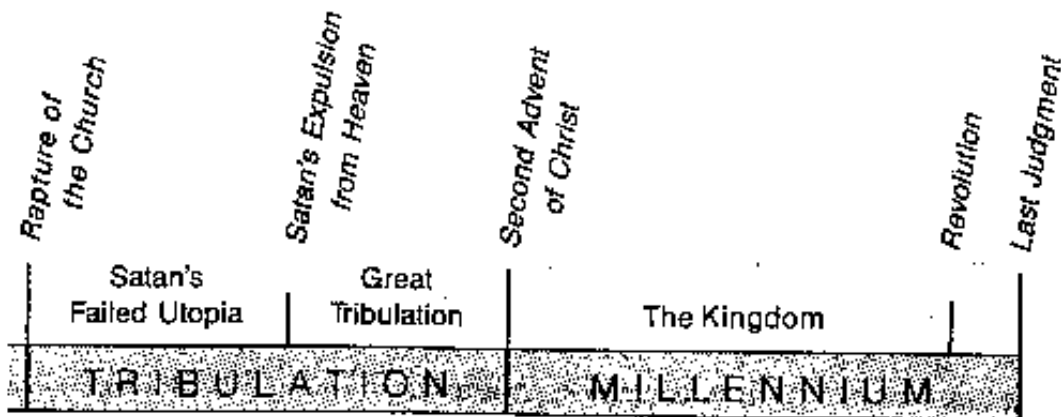 Rapture of
the Church
Satan's Expulsion
from Heaven
Second Advent
of Christ
Revolution
Last Judgment
Satan's
Failed Utopia
Great
Tribulation
The Kingdom
TRIBULATION
MILLENNIUM